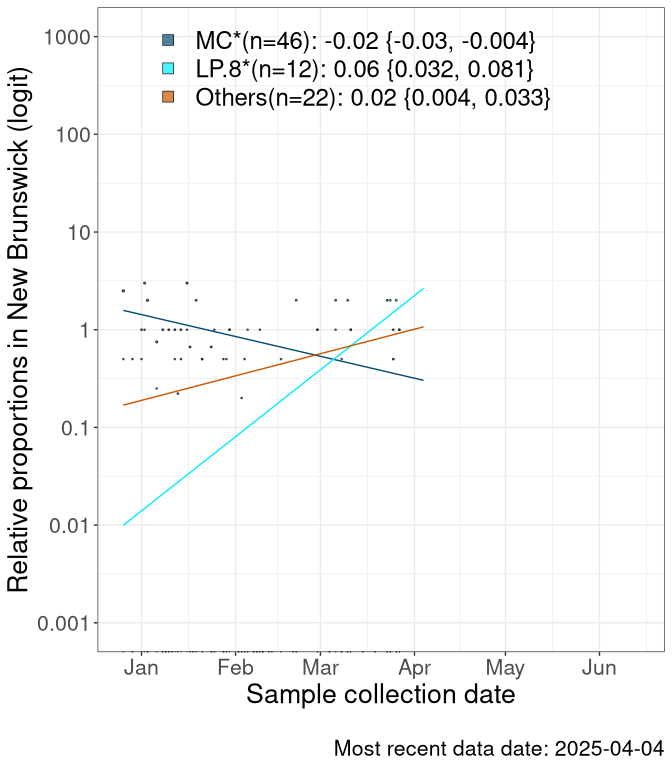 MC*(n=46): -0.02 {-0.03, -0.004}
LP.8*(n=12): 0.06 {0.032, 0.081}
Others(n=22): 0.02 {0.004, 0.033}
Relative proportions in New Brunswick (logit)
1000
100
10
1
0.1
0.01
0.001
Jan Feb Mar Apr May Jun
Sample collection date
Most recent data date: 2025-04-04